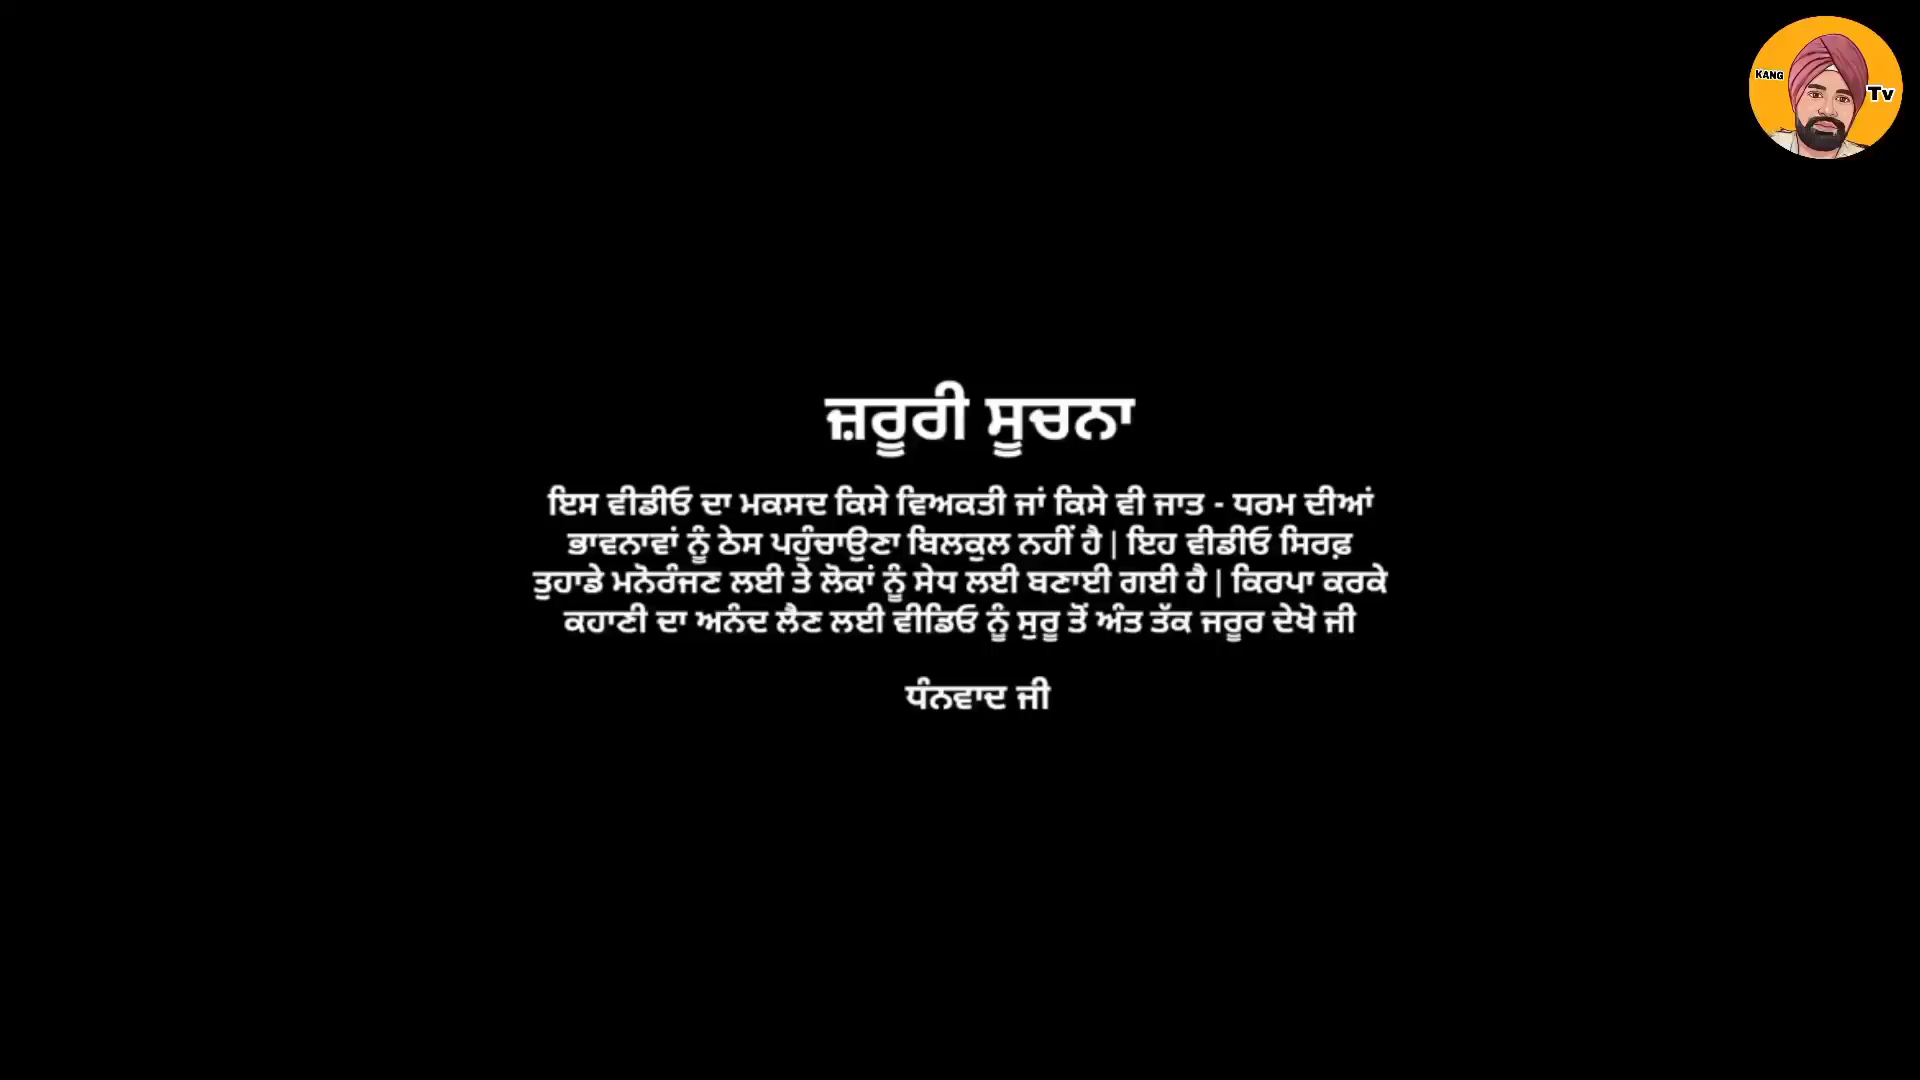 KANG
Tv
ਜ਼ਰੂਰੀ ਸੂਚਨਾ
ਇਸ ਵੀਡੀਓ ਦਾ ਮਕਸਦ ਕਿਸੇ ਵਿਅਕਤੀ ਜਾਂ ਕਿਸੇ ਵੀ ਜਾਤ - ਧਰਮ ਦੀਆਂ
ਭਾਵਨਾਵਾਂ ਨੂੰ ਠੇਸ ਪਹੁੰਚਾਉਣਾ ਬਿਲਕੁਲ ਨਹੀਂ ਹੈ | ਇਹ ਵੀਡੀਓ ਸਿਰਫ਼
ਤੁਹਾਡੇ ਮਨੋਰੰਜਣ ਲਈ ਤੇ ਲੋਕਾਂ ਨੂੰ ਸੇਧ ਲਈ ਬਣਾਈ ਗਈ ਹੈ | ਕਿਰਪਾ ਕਰਕੇ
ਕਹਾਣੀ ਦਾ ਅਨੰਦ ਲੈਣ ਲਈ ਵੀਡਿਓ ਨੂੰ ਸੁਰੂ ਤੋਂ ਅੰਤ ਤੱਕ ਜਰੂਰ ਦੇਖੋ ਜੀ
ਧੰਨਵਾਦ ਜੀ